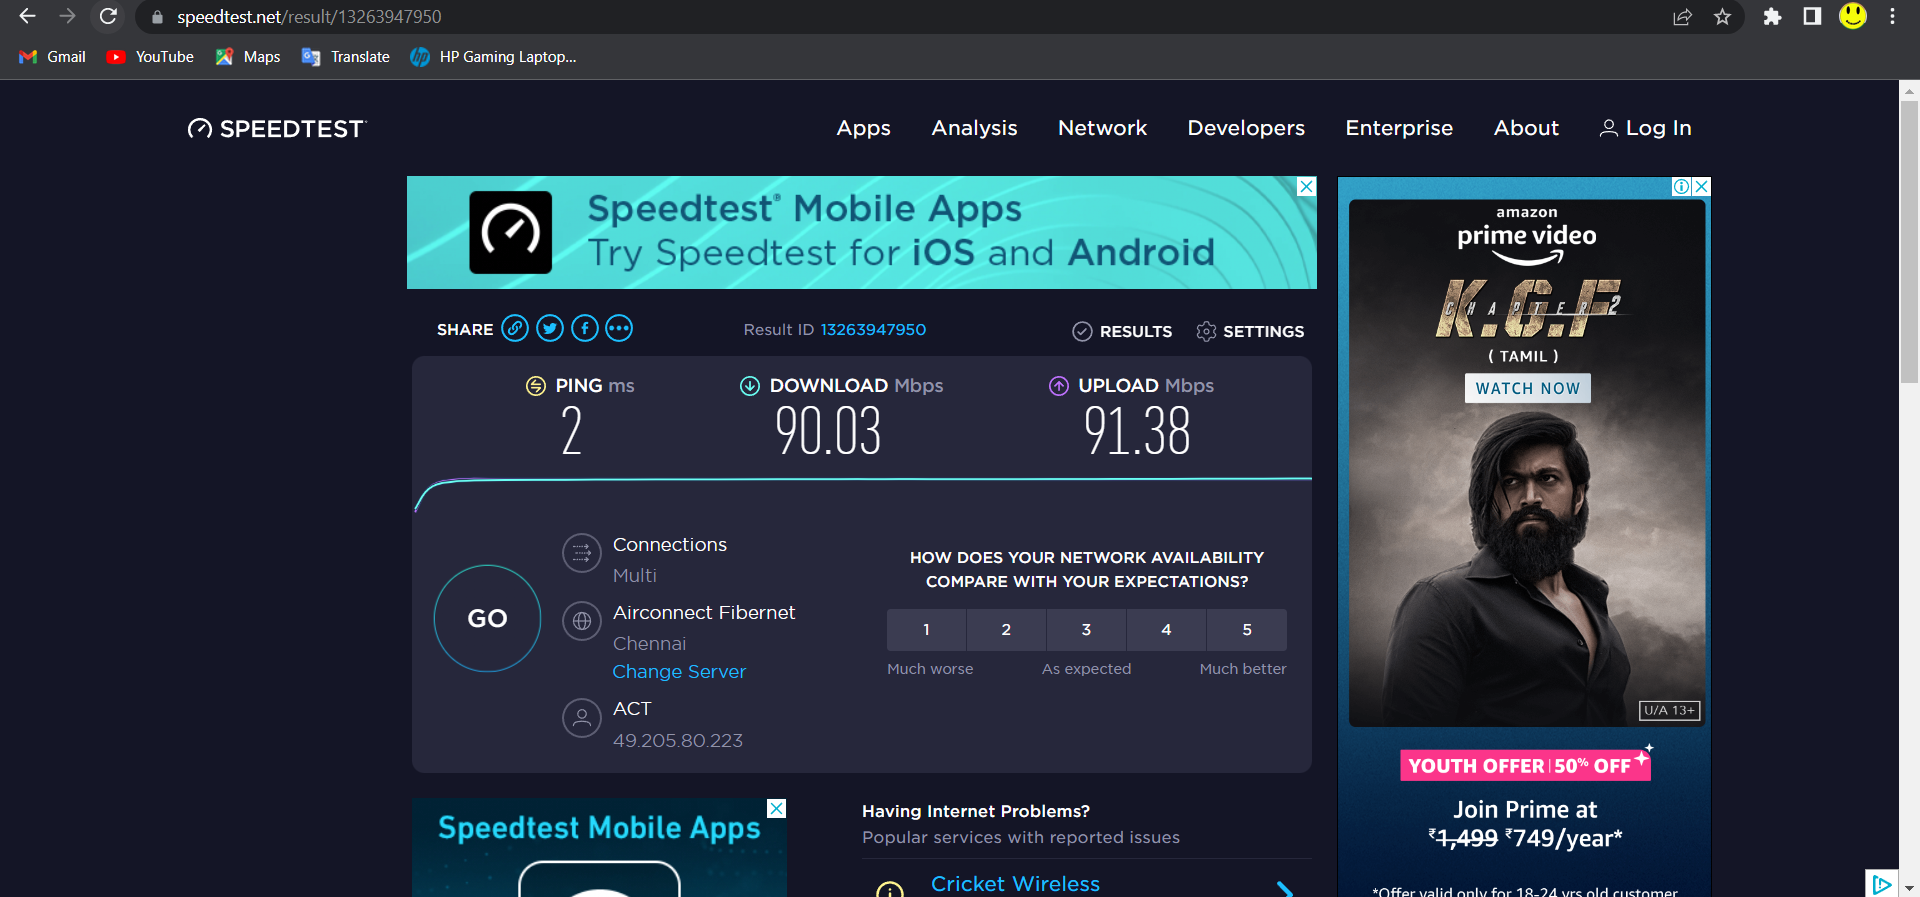 speedtest.net/result/13263947950
Gmail YouTube Maps Translate HP Gaming Laptop...
SPEEDTEST
Apps Analysis Network Developers Enterprise About Log In
Speedtest® Mobile Apps
Try Speedtest for iOS and Android
SHARE
Result ID 13263947950
RESULTS SETTINGS
PING ms
2
DOWNLOAD Mbps
90.03
UPLOAD Mbps
91.38
GO
Connections
Multi
Airconnect Fibernet
Chennai
Change Server
ACT
49.205.80.223
HOW DOES YOUR NETWORK AVAILABILITY
COMPARE WITH YOUR EXPECTATIONS?
1 2 3 4 5
Much worse As expected Much better
Speedtest Mobile Apps
Having Internet Problems?
Popular services with reported issues
Cricket Wireless
amazon
prime video
K.G.F
CHAPTER 2
( TAMIL )
WATCH NOW
U/A 13+
YOUTH OFFER | 50% OFF
Join Prime at
₹1,499 ₹749/year*
*Offer valid only for 18-24 yrs old customer